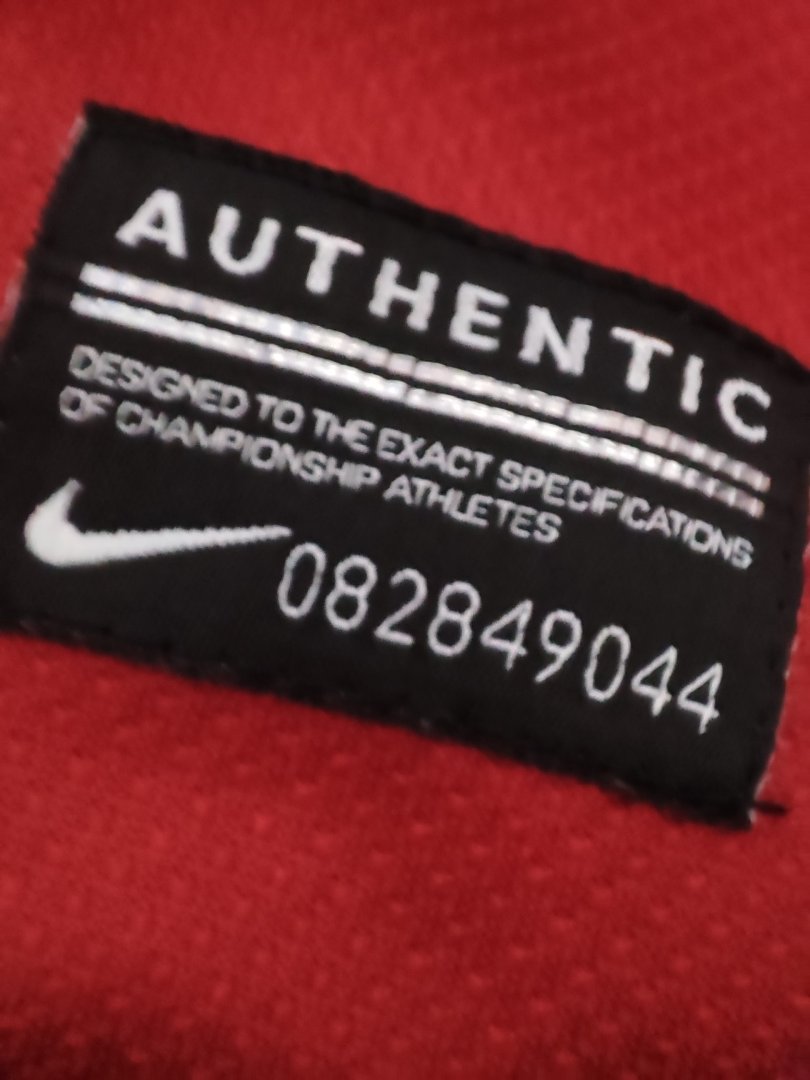 AUTHENTIC
DESIGNED TO THE EXACT SPECIFICATIONS
OF CHAMPIONSHIP ATHLETES
082849044